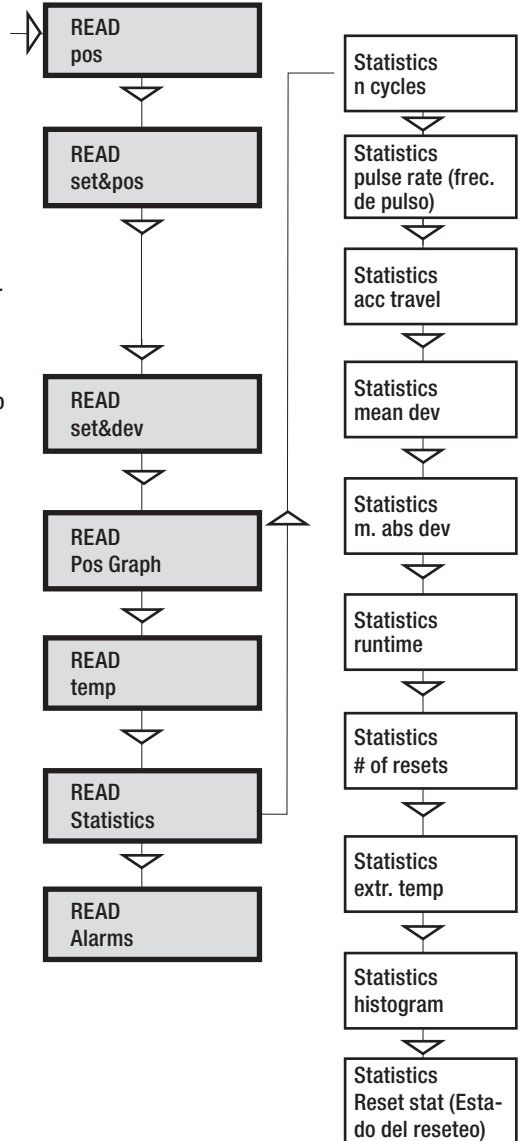 READ
pos
READ
set&pos
READ
set&dev
READ
Pos Graph
READ
temp
READ
Statistics
READ
Alarms
Statistics
n cycles
Statistics
pulse rate (frec.
de pulso)
Statistics
acc travel
Statistics
mean dev
Statistics
m. abs dev
Statistics
runtime
Statistics
# of resets
Statistics
extr. temp
Statistics
histogram
Statistics
Reset stat (Esta-
do del reseteo)